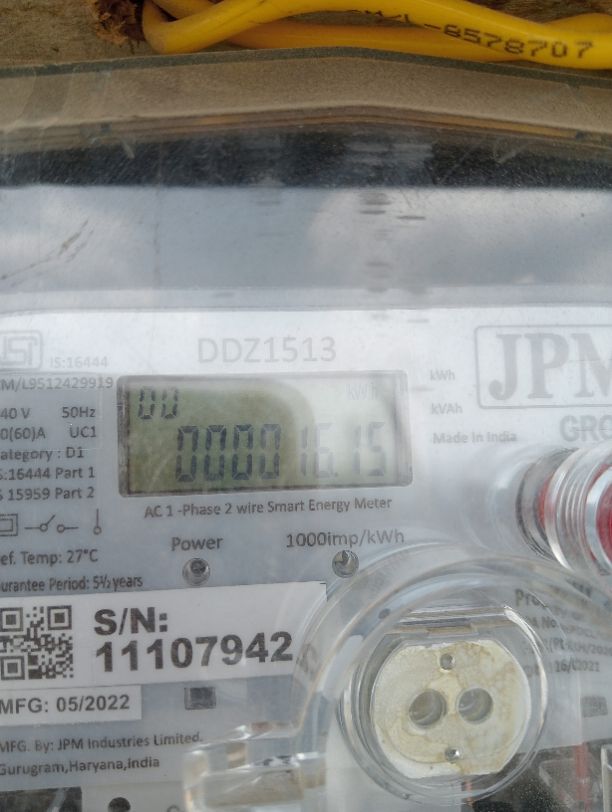 -8578707
IS:16444
CM/L9512429919
DDZ1513
JPM
40 V 50Hz
0(60)A UC1
ategory : D1
S:16444 Part 1
S 15959 Part 2
00
kWh
000016.15
kWh
kVAh
Made in India
GRO
AC 1 -Phase 2 wire Smart Energy Meter
Power
1000imp/kWh
ef. Temp: 27°C
uarantee Period: 5½ years
S/N:
11107942
MFG: 05/2022
MFG. By: JPM Industries Limited.
Gurugram,Haryana,india